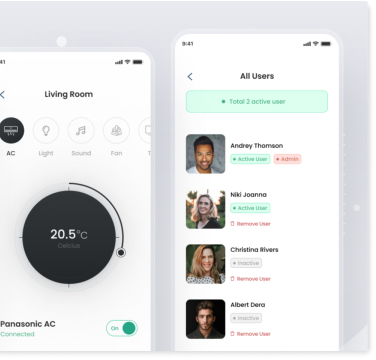 41
Living Room
AC
Light
Sound
Fan
T
20.5°C
Celcius
Panasonic AC
Connected
On
9:41
All Users
Total 2 active user
Andrey Thomson
Active User
Admin
Niki Joanna
Active User
Remove User
Christina Rivers
Inactive
Remove User
Albert Dera
Inactive
Remove User